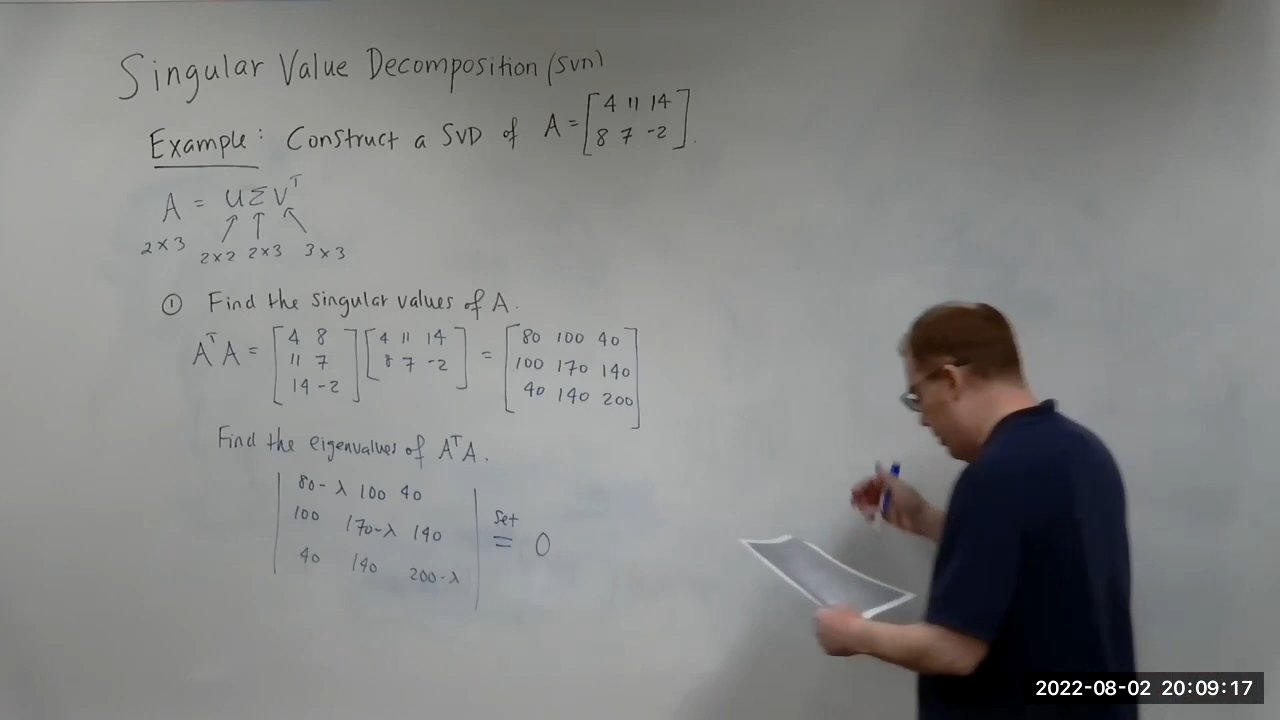 Singular Value Decomposition (SVD)
Example: Construct a SVD of A = [4 11 14
8 7 -2].
A = UΣV^T
2×3 2×2 2×3 3×3
① Find the singular values of A.
A^T A = [4 8
11 7
14 -2] [4 11 14
8 7 -2] = [80 100 40
100 170 140
40 140 200]
Find the eigenvalues of A^T A.
|80-λ 100 40
100 170-λ 140
40 140 200-λ| set = 0
2022-08-02 20:09:17